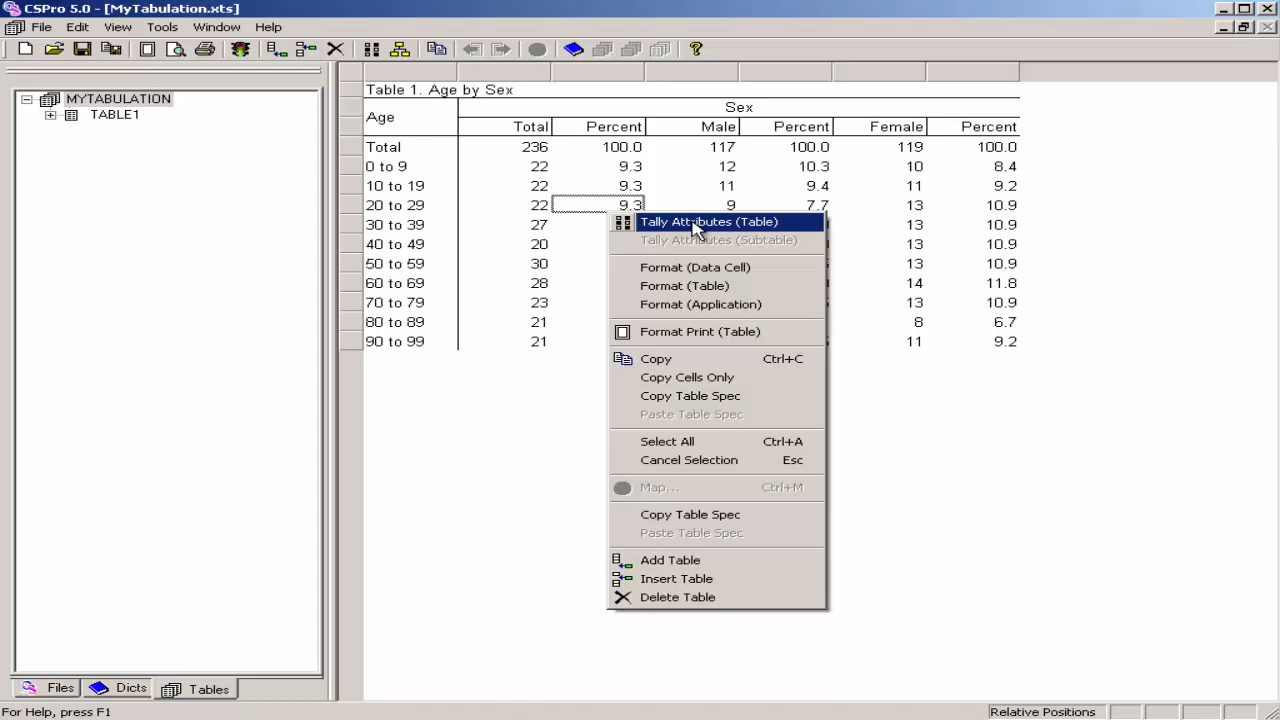 CSPro 5.0 - [MyTabulation.xts]
File Edit View Tools Window Help
MYTABULATION
TABLE1
Table 1. Age by Sex
Age
Sex
Total Percent Male Percent Female Percent
Total 236 100.0 117 100.0 119 100.0
0 to 9 22 9.3 12 10.3 10 8.4
10 to 19 22 9.3 11 9.4 11 9.2
20 to 29 22 9.3 9 7.7 13 10.9
30 to 39 27 13 10.9
40 to 49 20 13 10.9
50 to 59 30 13 10.9
60 to 69 28 14 11.8
70 to 79 23 13 10.9
80 to 89 21 8 6.7
90 to 99 21 11 9.2
Tally Attributes (Table)
Tally Attributes (Subtable)
Format (Data Cell)
Format (Table)
Format (Application)
Format Print (Table)
Copy Ctrl+C
Copy Cells Only
Copy Table Spec
Paste Table Spec
Select All Ctrl+A
Cancel Selection Esc
Map... Ctrl+M
Copy Table Spec
Paste Table Spec
Add Table
Insert Table
Delete Table
Files Dicts Tables
For Help, press F1
Relative Positions